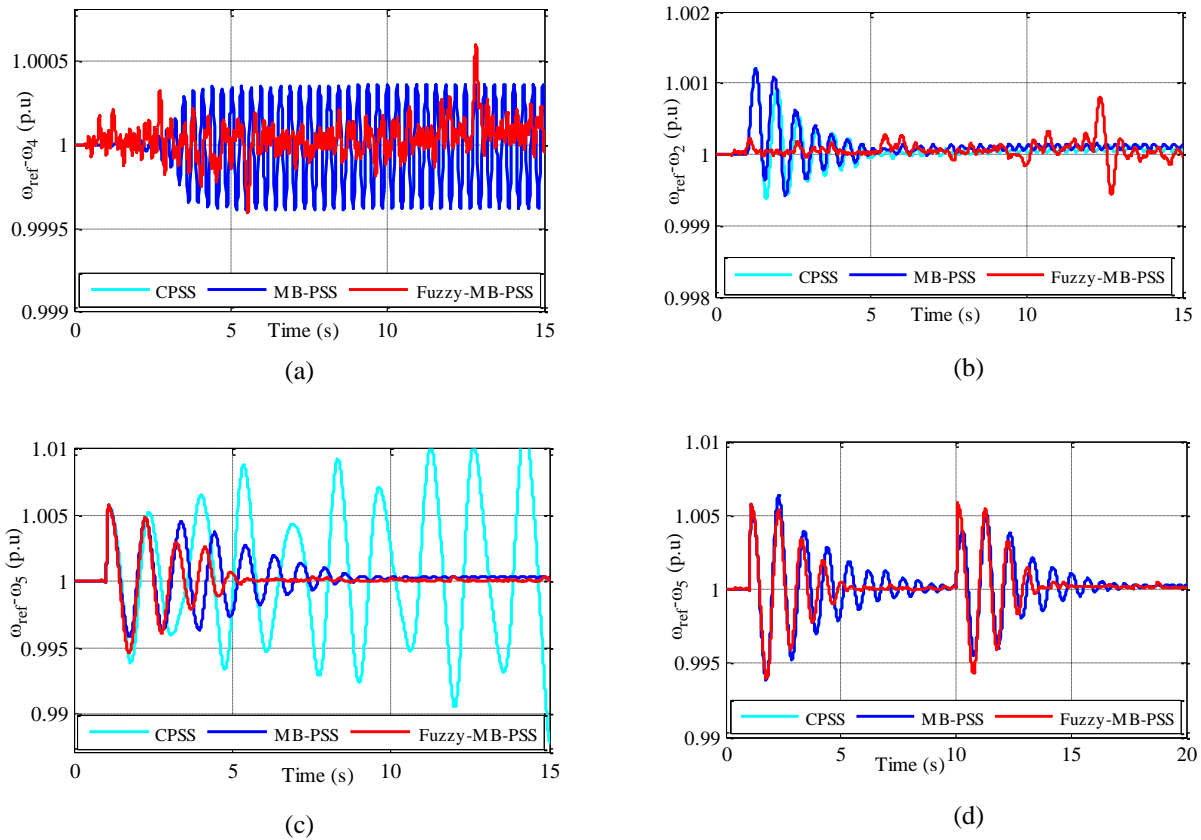 ω_ref-ω_4 (p.u)
1.0005
1
0.9995
0.999
CPSS MB-PSS Fuzzy-MB-PSS
0 5 10 15
Time (s)
(a)
ω_ref-ω_2 (p.u)
1.002
1.001
1
0.999
0.998
CPSS MB-PSS Fuzzy-MB-PSS
0 5 10 15
Time (s)
(b)
ω_ref-ω_5 (p.u)
1.01
1.005
1
0.995
0.99
CPSS MB-PSS Fuzzy-MB-PSS
0 5 10 15
Time (s)
(c)
ω_ref-ω_5 (p.u)
1.01
1.005
1
0.995
0.99
CPSS MB-PSS Fuzzy-MB-PSS
0 5 10 15 20
Time (s)
(d)